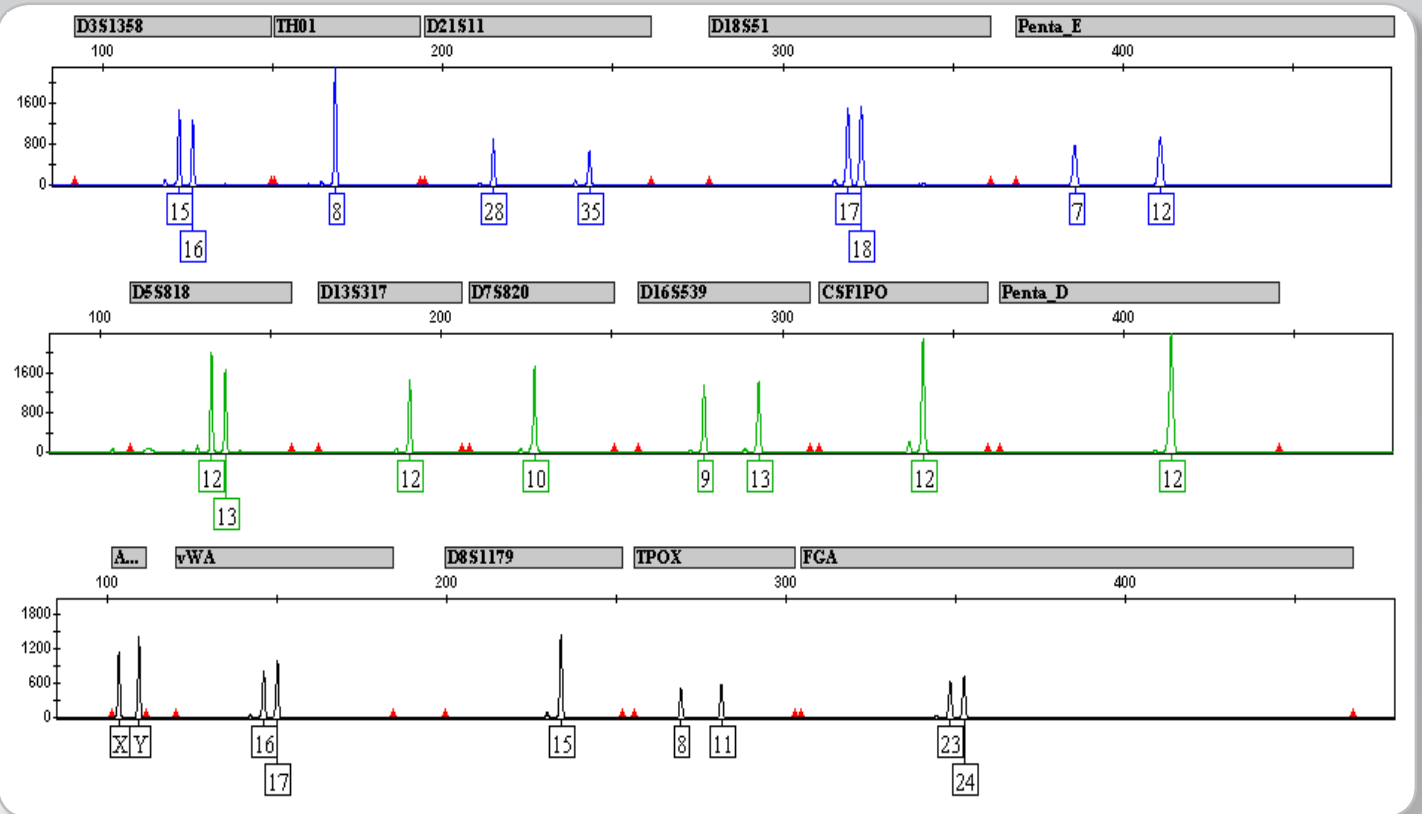 D3S1358 TH01 D21S11 D18S51 Penta_E
100 200 300 400
1600
800
0
15 8 28 35 17 7 12
16 18
D5S818 D13S317 D7S820 D16S539 CSF1PO Penta_D
100 200 300 400
1600
800
0
12 12 10 9 13 12 12
13
A... vWA D8S1179 TPOX FGA
100 200 300 400
1800
1200
600
0
X Y 16 15 8 11 23
17 24